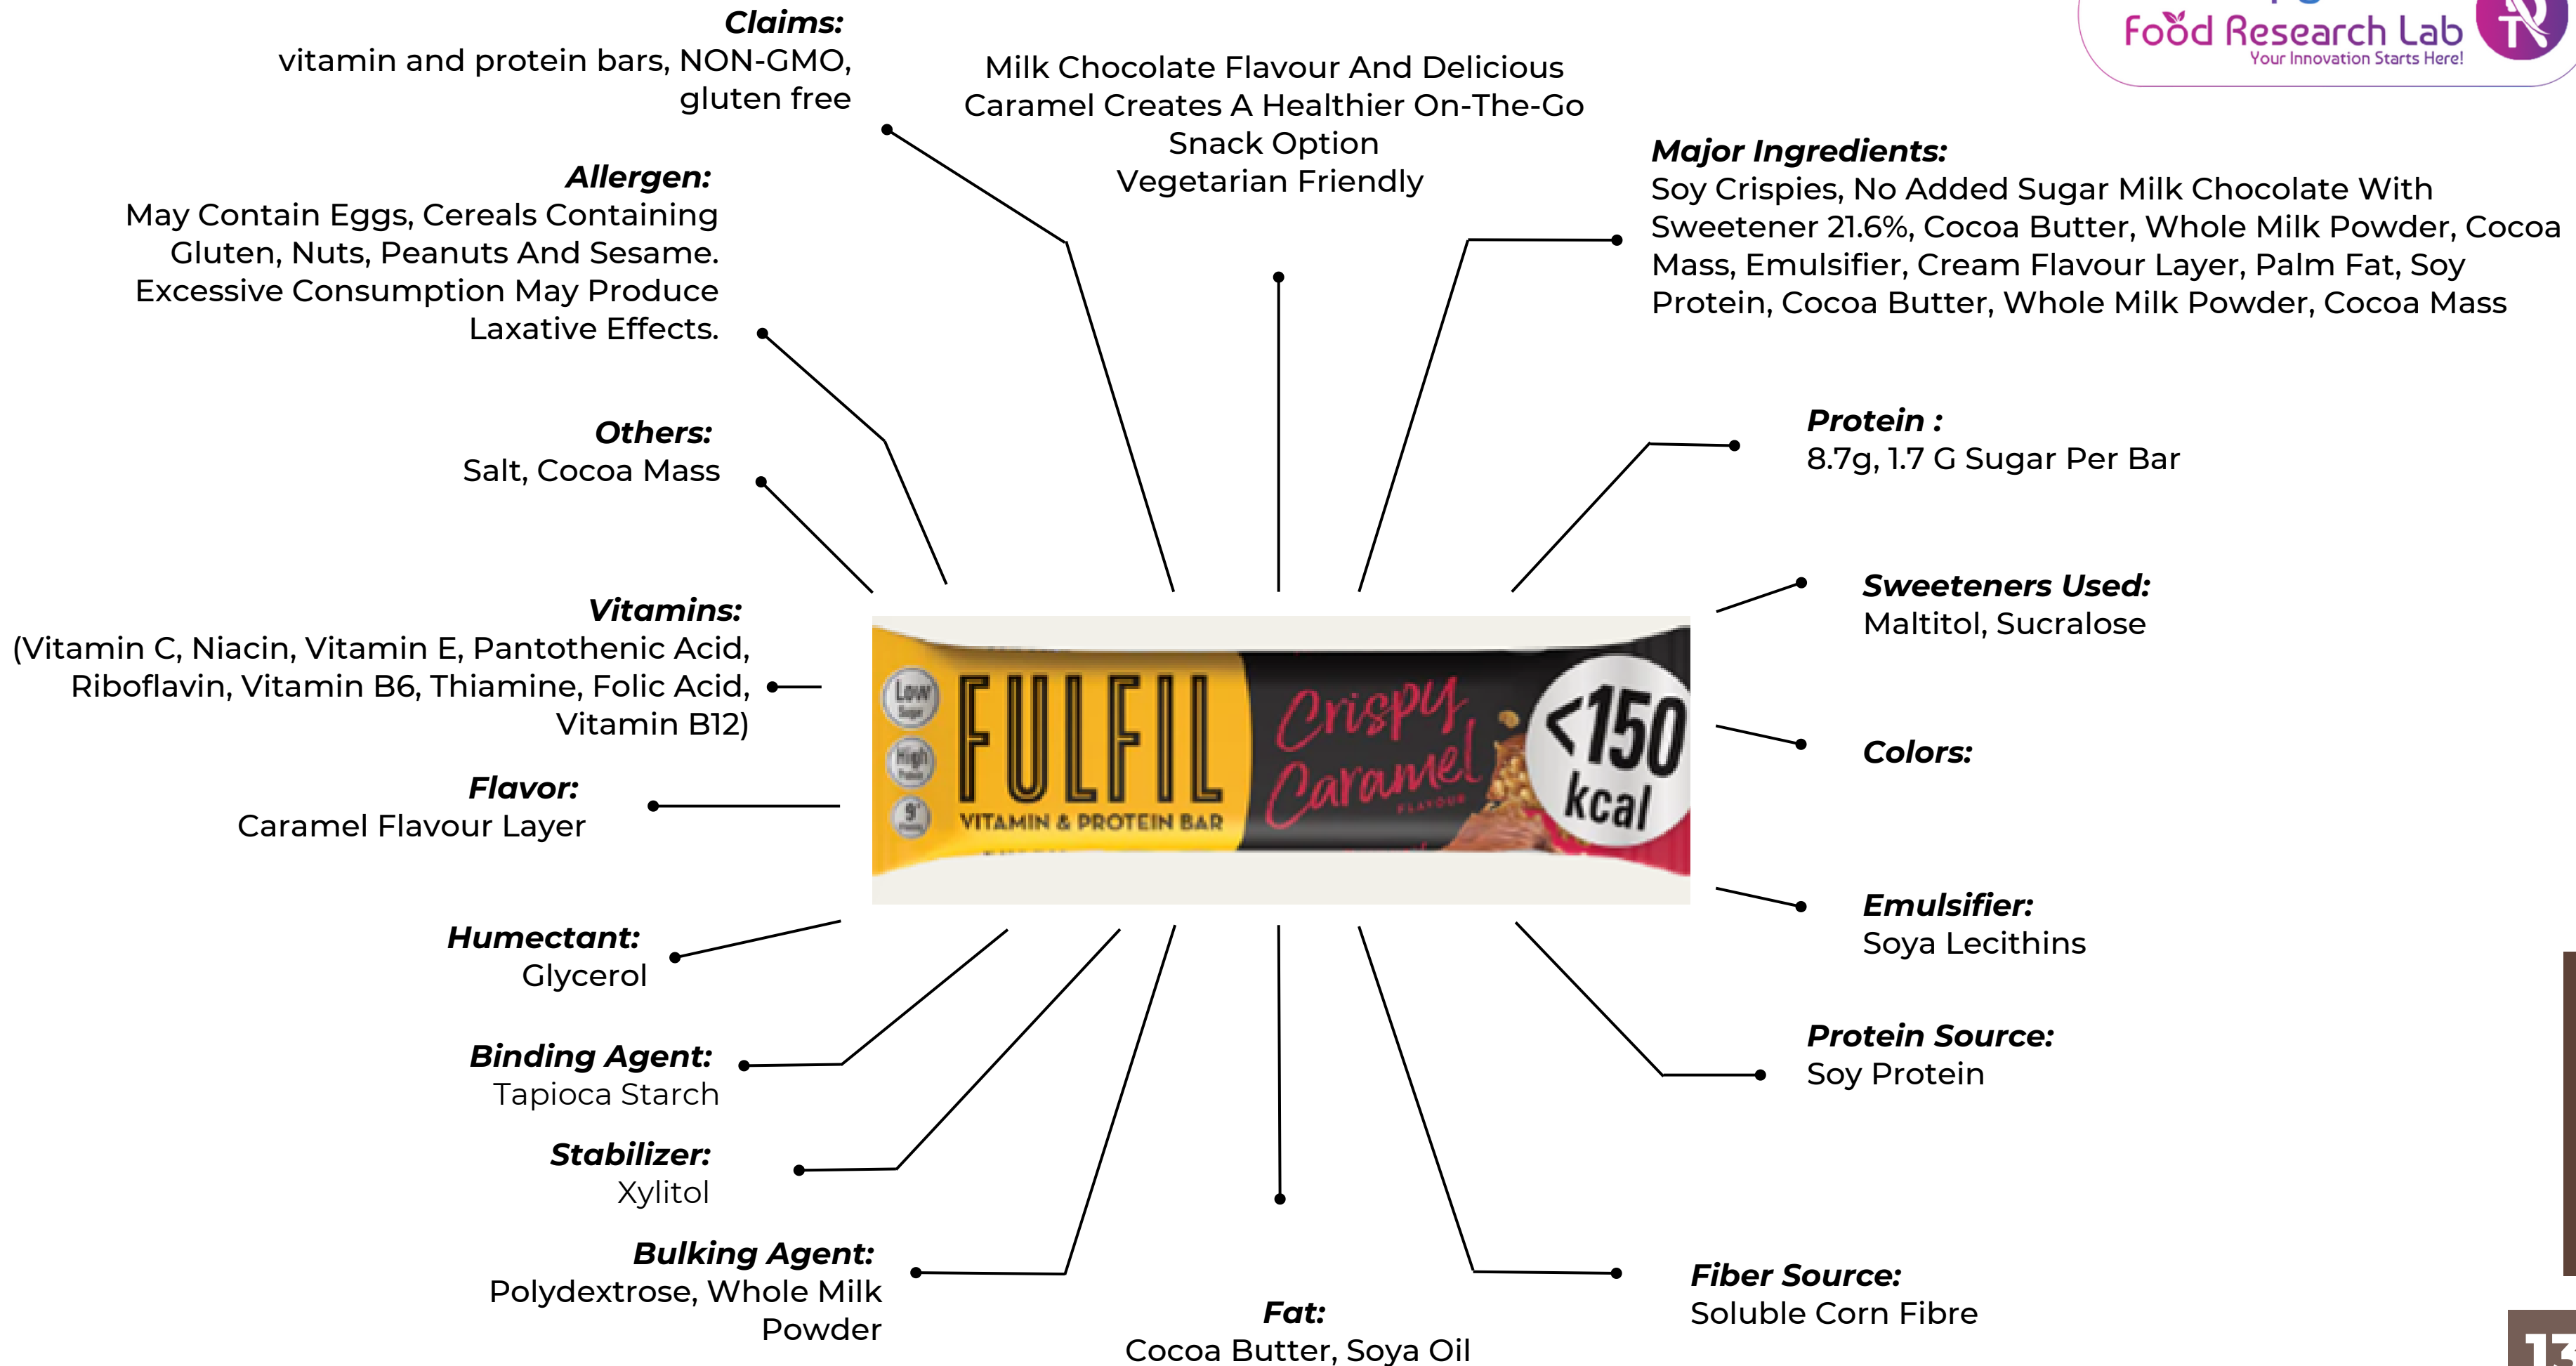 Claims:
vitamin and protein bars, NON-GMO,
gluten free
Milk Chocolate Flavour And Delicious
Caramel Creates A Healthier On-The-Go
Snack Option
Vegetarian Friendly
Food Research Lab
Your Innovation Starts Here!
Major Ingredients:
Soy Crispies, No Added Sugar Milk Chocolate With
Sweetener 21.6%, Cocoa Butter, Whole Milk Powder, Cocoa
Mass, Emulsifier, Cream Flavour Layer, Palm Fat, Soy
Protein, Cocoa Butter, Whole Milk Powder, Cocoa Mass
Allergen:
May Contain Eggs, Cereals Containing
Gluten, Nuts, Peanuts And Sesame.
Excessive Consumption May Produce
Laxative Effects.
Protein :
8.7g, 1.7 G Sugar Per Bar
Others:
Salt, Cocoa Mass
Sweeteners Used:
Maltitol, Sucralose
Vitamins:
(Vitamin C, Niacin, Vitamin E, Pantothenic Acid,
Riboflavin, Vitamin B6, Thiamine, Folic Acid,
Vitamin B12)
Low
Sugar
High
Protein
9
FULFIL
VITAMIN & PROTEIN BAR
Crispy
Caramel
FLAVOUR
<150
kcal
Colors:
Flavor:
Caramel Flavour Layer
Emulsifier:
Soya Lecithins
Humectant:
Glycerol
Protein Source:
Soy Protein
Binding Agent:
Tapioca Starch
Stabilizer:
Xylitol
Bulking Agent:
Polydextrose, Whole Milk
Powder
Fat:
Cocoa Butter, Soya Oil
Fiber Source:
Soluble Corn Fibre